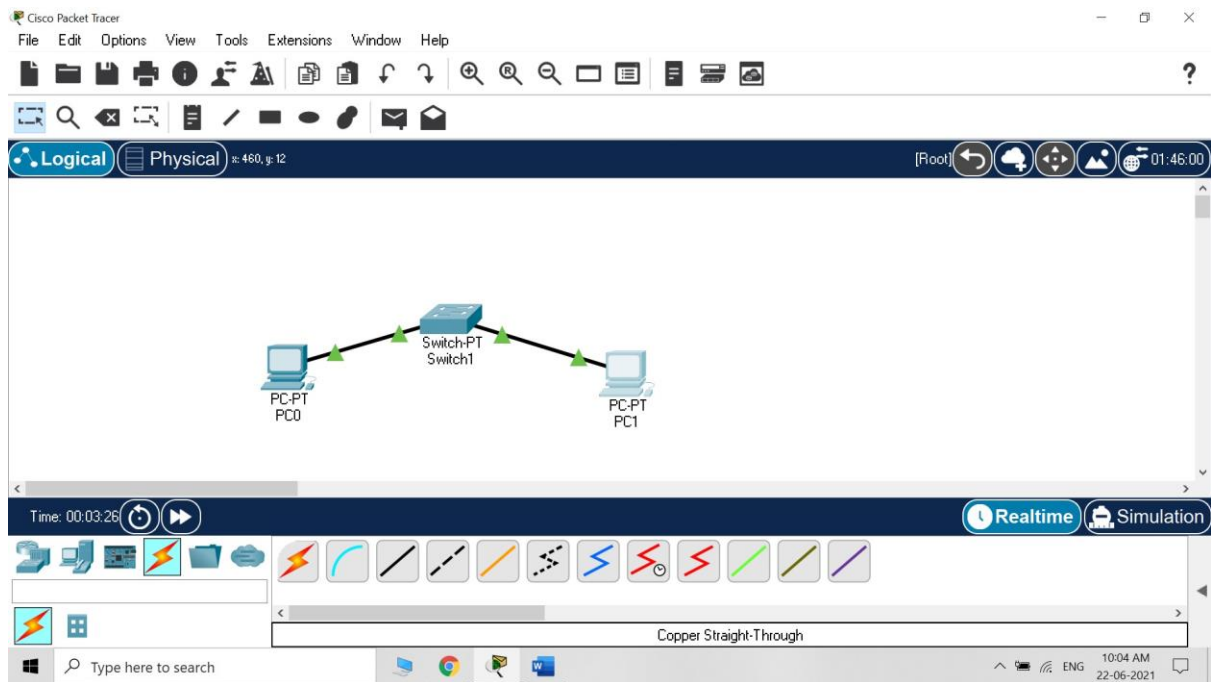 Cisco Packet Tracer
File Edit Options View Tools Extensions Window Help
?
Logical Physical x: 460, y: 12 [Root] 01:46:00
Switch-PT
Switch1
PC-PT
PC0
PC-PT
PC1
Time: 00:03:26 Realtime Simulation
Copper Straight-Through
Type here to search ENG 10:04 AM
22-06-2021